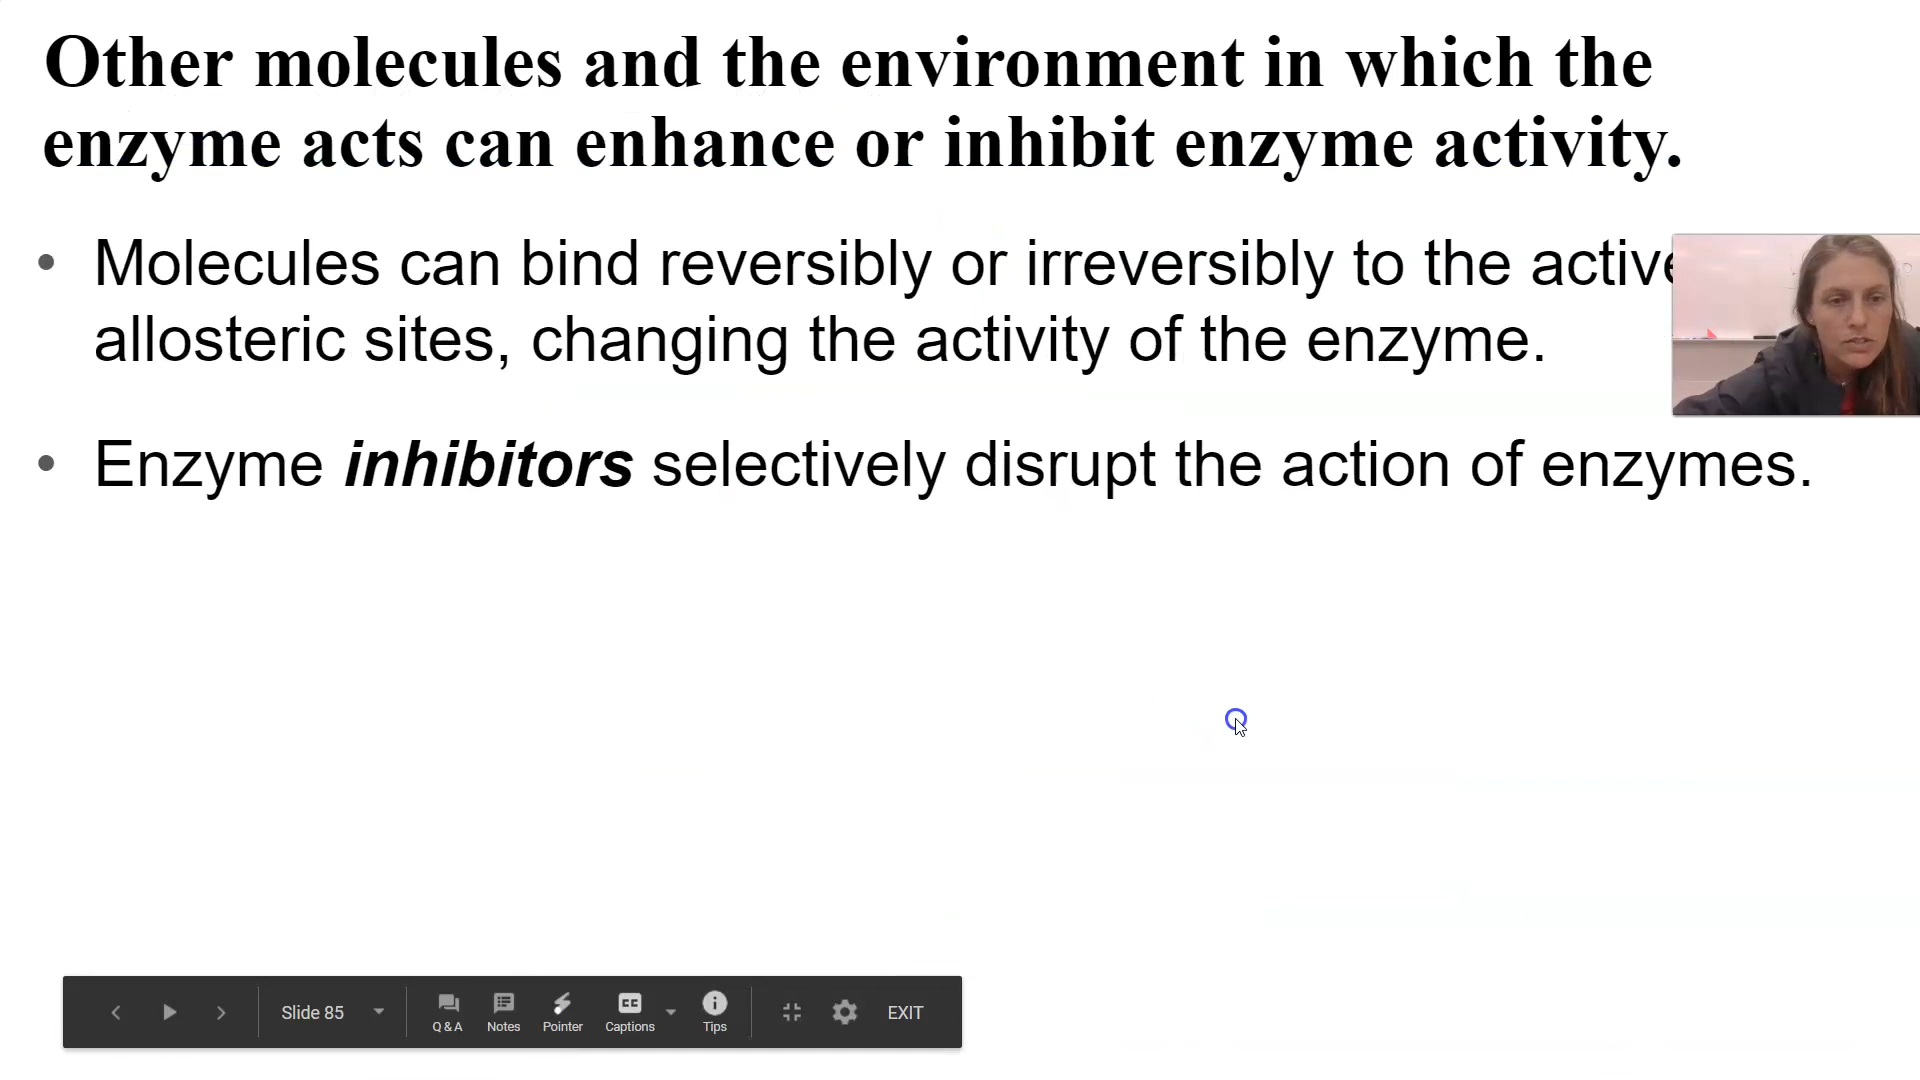 Other molecules and the environment in which the
enzyme acts can enhance or inhibit enzyme activity.
• Molecules can bind reversibly or irreversibly to the active
allosteric sites, changing the activity of the enzyme.
• Enzyme inhibitors selectively disrupt the action of enzymes.
Slide 85
Q & A
Notes
Pointer
CC
Captions
Tips
EXIT